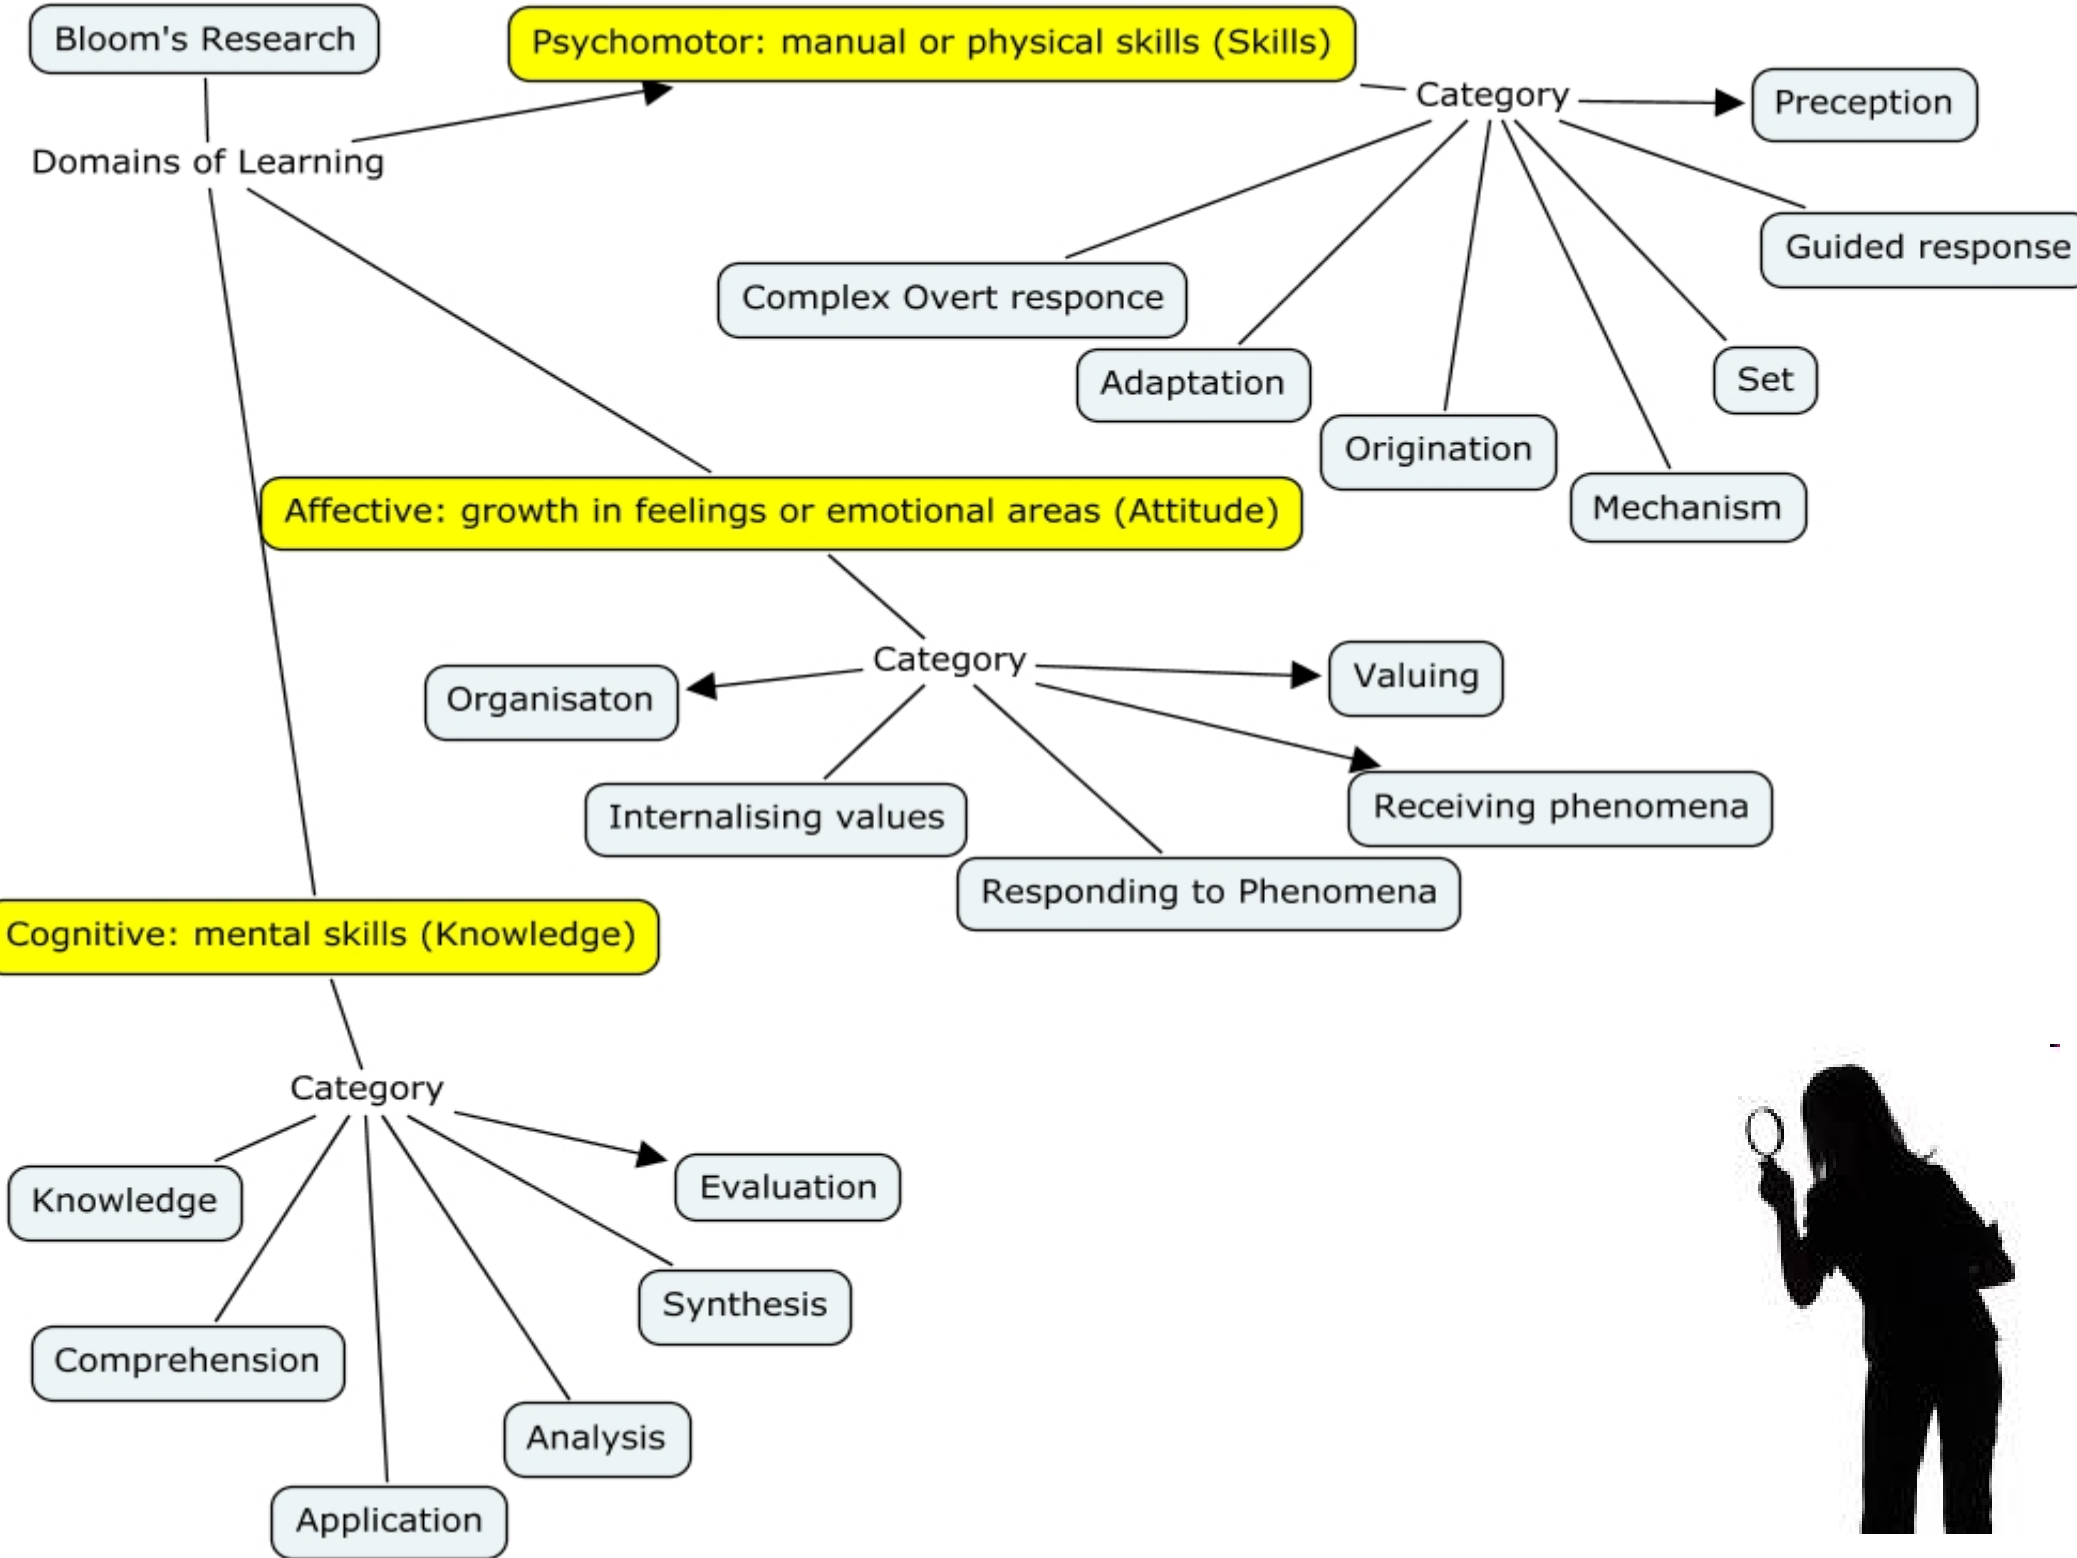 Bloom's Research
Psychomotor: manual or physical skills (Skills)
Category
Preception
Domains of Learning
Guided response
Complex Overt responce
Adaptation
Set
Origination
Mechanism
Affective: growth in feelings or emotional areas (Attitude)
Category
Organisaton
Valuing
Internalising values
Receiving phenomena
Responding to Phenomena
Cognitive: mental skills (Knowledge)
Category
Knowledge
Evaluation
Synthesis
Comprehension
Analysis
Application